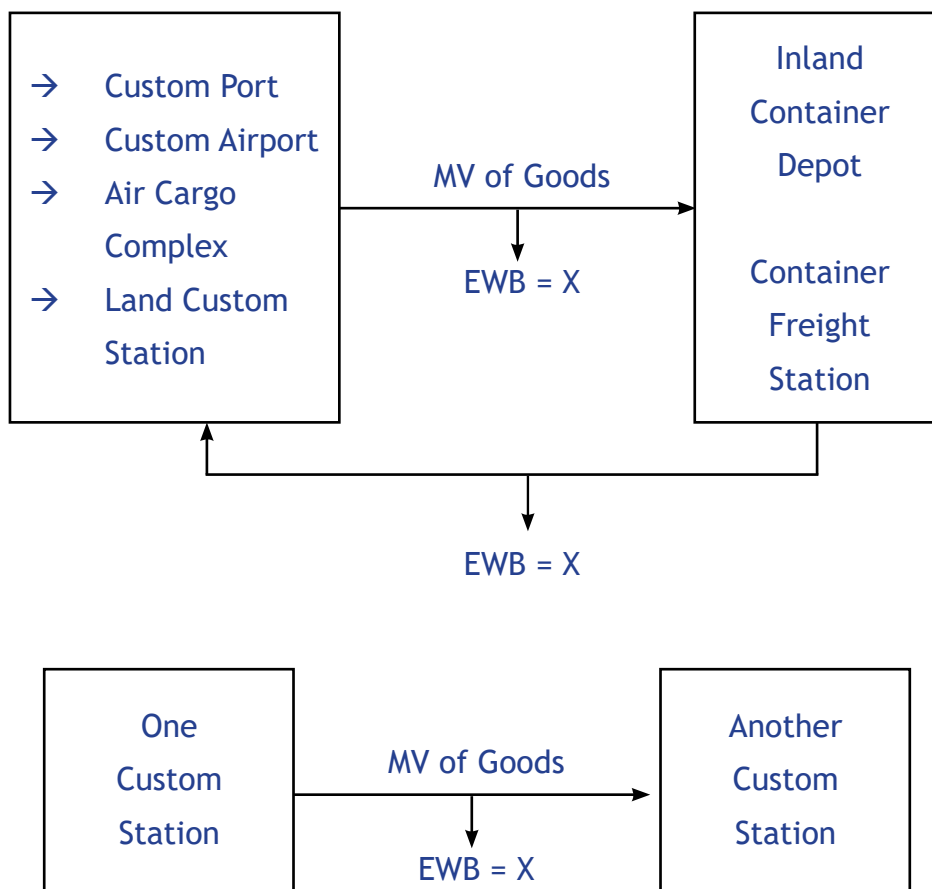 → Custom Port
→ Custom Airport
→ Air Cargo
Complex
→ Land Custom
Station
MV of Goods
EWB = X
Inland
Container
Depot
Container
Freight
Station
EWB = X
One
Custom
Station
MV of Goods
EWB = X
Another
Custom
Station